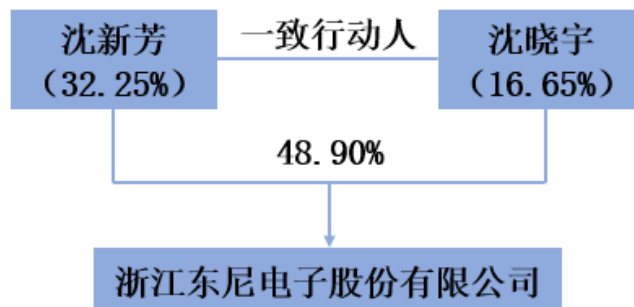 沈新芳
（32.25%）
一致行动人
沈晓宇
（16.65%）
48.90%
浙江东尼电子股份有限公司